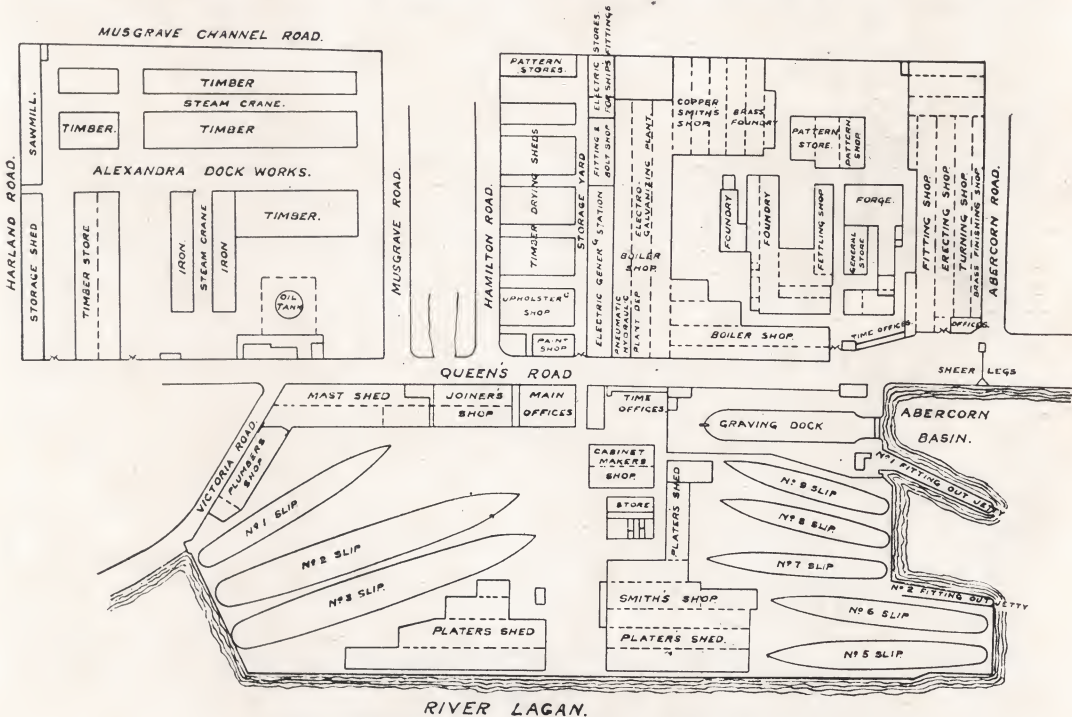 MUSGRAVE CHANNEL ROAD.
HARLAND ROAD.
SAWMILL.
TIMBER
STEAM CRANE.
TIMBER.
TIMBER
ALEXANDRA DOCK WORKS.
STORAGE SHED
TIMBER STORE
IRON
STEAM CRANE
IRON
TIMBER.
OIL
TANK
MUSGRAVE ROAD.
HAMILTON ROAD.
PATTERN
STORES.
TIMBER DRYING SHEDS
UPHOLSTERG
SHOP
PAINT
SHOP
STORAGE YARD
ELECTRIC STORES.
FOR SHIPS FITTINGS
FITTING &
BOLT SHOP
ELECTRIC GENERG STATION
PNEUMATIC
HYDRAULIC
PLANT DEP
ELECTRO-
GALVANIZING PLANT.
BOILER
SHOP.
COPPER
SMITHS
SHOP
BRASS
FOUNDRY
PATTERN
STORE.
PATTERN
SHOP
FOUNDRY
FOUNDRY
FETTLING SHOP
FORGE.
GENERAL
STORE
BOILER SHOP.
TIME OFFICES.
FITTING SHOP
ERECTING SHOP
TURNING SHOP.
BRASS FINISHING SHOP
OFFICES.
ABERCORN ROAD.
QUEEN'S ROAD
SHEER LEGS
VICTORIA ROAD.
PLUMBERS
SHOP
MAST SHED
JOINERS
SHOP
MAIN
OFFICES
TIME
OFFICES.
GRAVING DOCK
ABERCORN
BASIN.
Nº 1 FITTING OUT JETTY
CABINET
MAKERS
SHOP.
STORE
PLATERS SHED
Nº 9 SLIP
Nº 8 SLIP
Nº 7 SLIP
Nº 2 FITTING OUT JETTY
Nº 6 SLIP
Nº 5 SLIP
Nº 1 SLIP
Nº 2 SLIP
Nº 3 SLIP.
PLATERS SHED
SMITH'S SHOP
PLATERS SHED.
RIVER LAGAN.